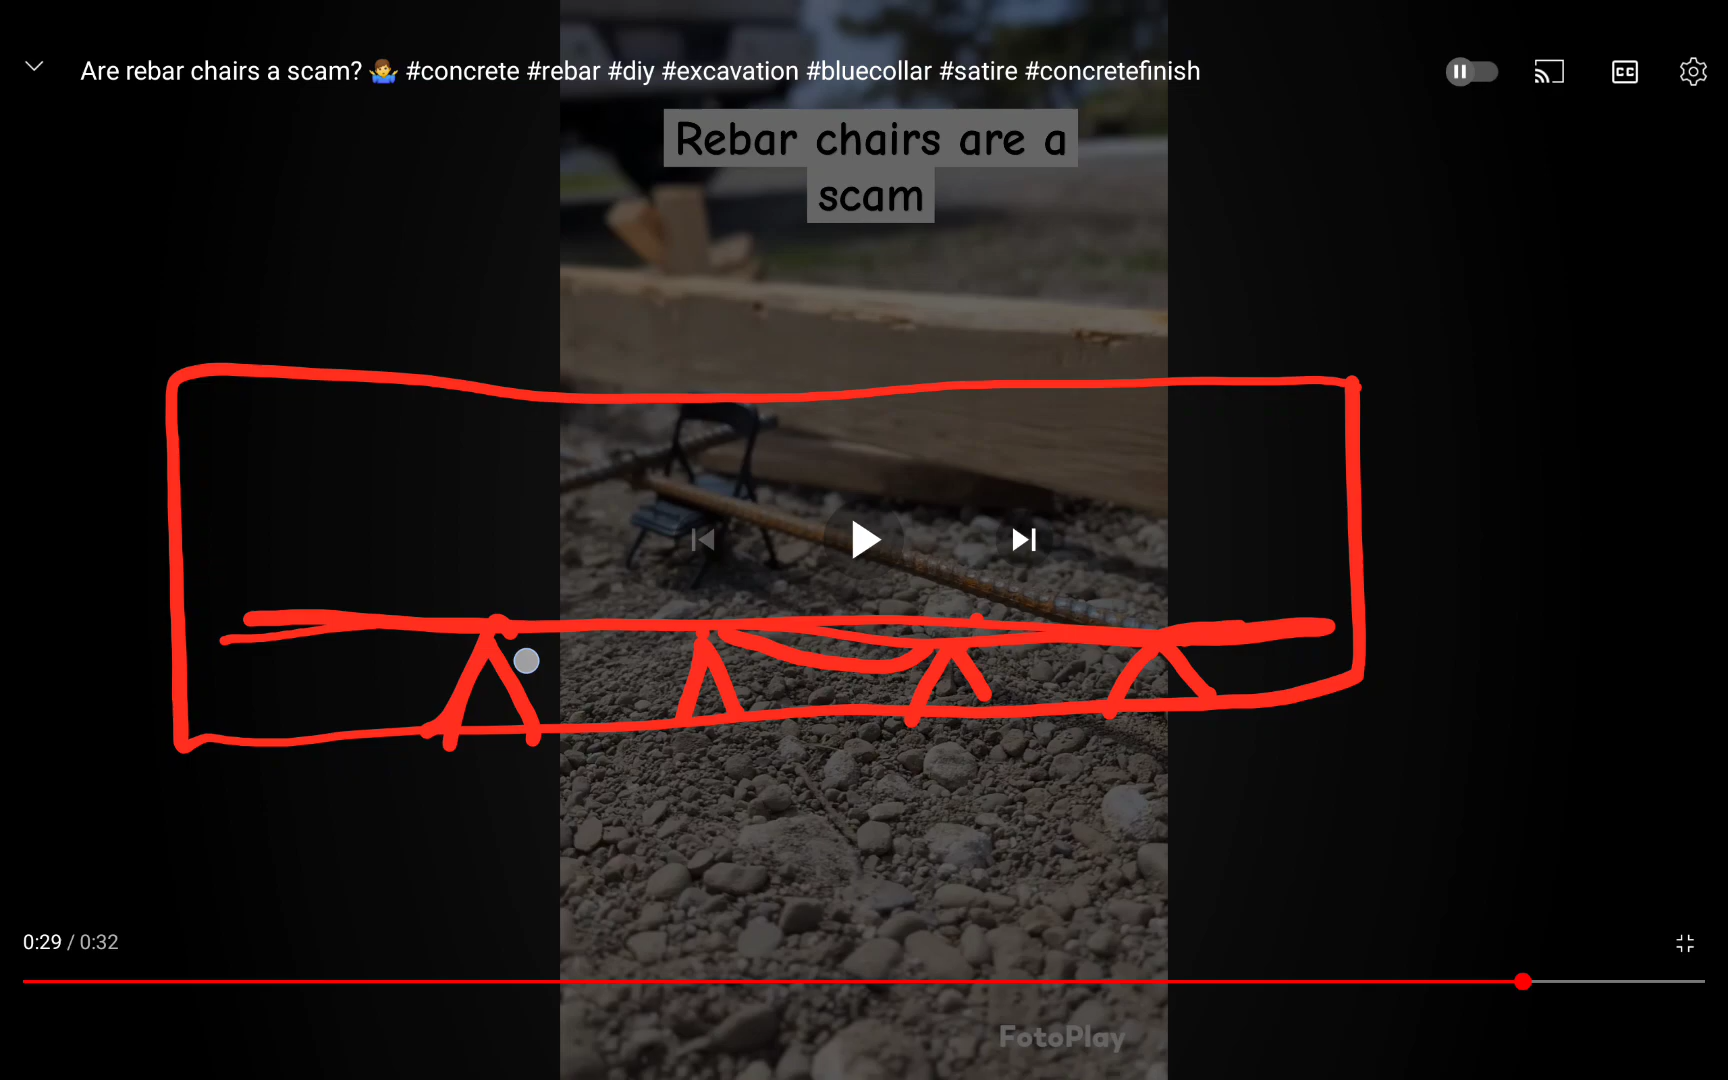 Are rebar chairs a scam? 🤷‍♂️ #concrete #rebar #diy #excavation #bluecollar #satire #concretefinish
CC
Rebar chairs are a
scam
0:29 / 0:32
FotoPlay